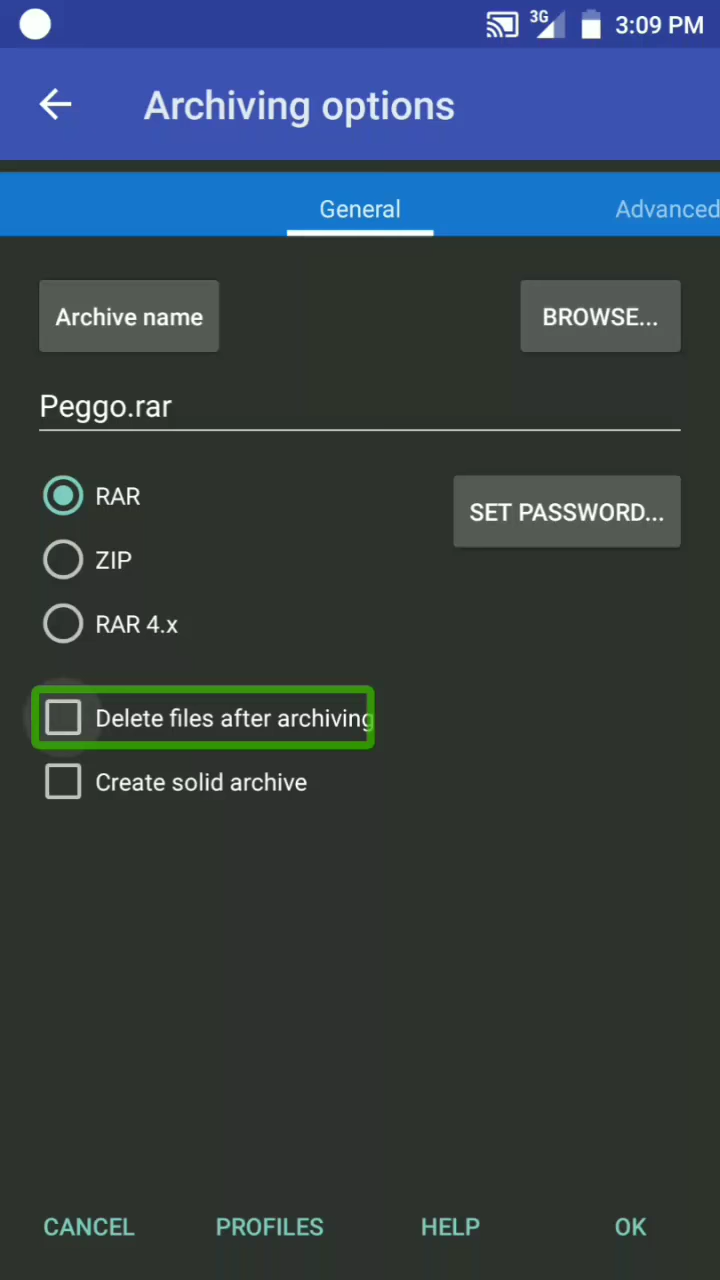 3G 3:09 PM
Archiving options
General Advanced
Archive name BROWSE...
Peggo.rar
RAR SET PASSWORD...
ZIP
RAR 4.x
Delete files after archiving
Create solid archive
CANCEL PROFILES HELP OK